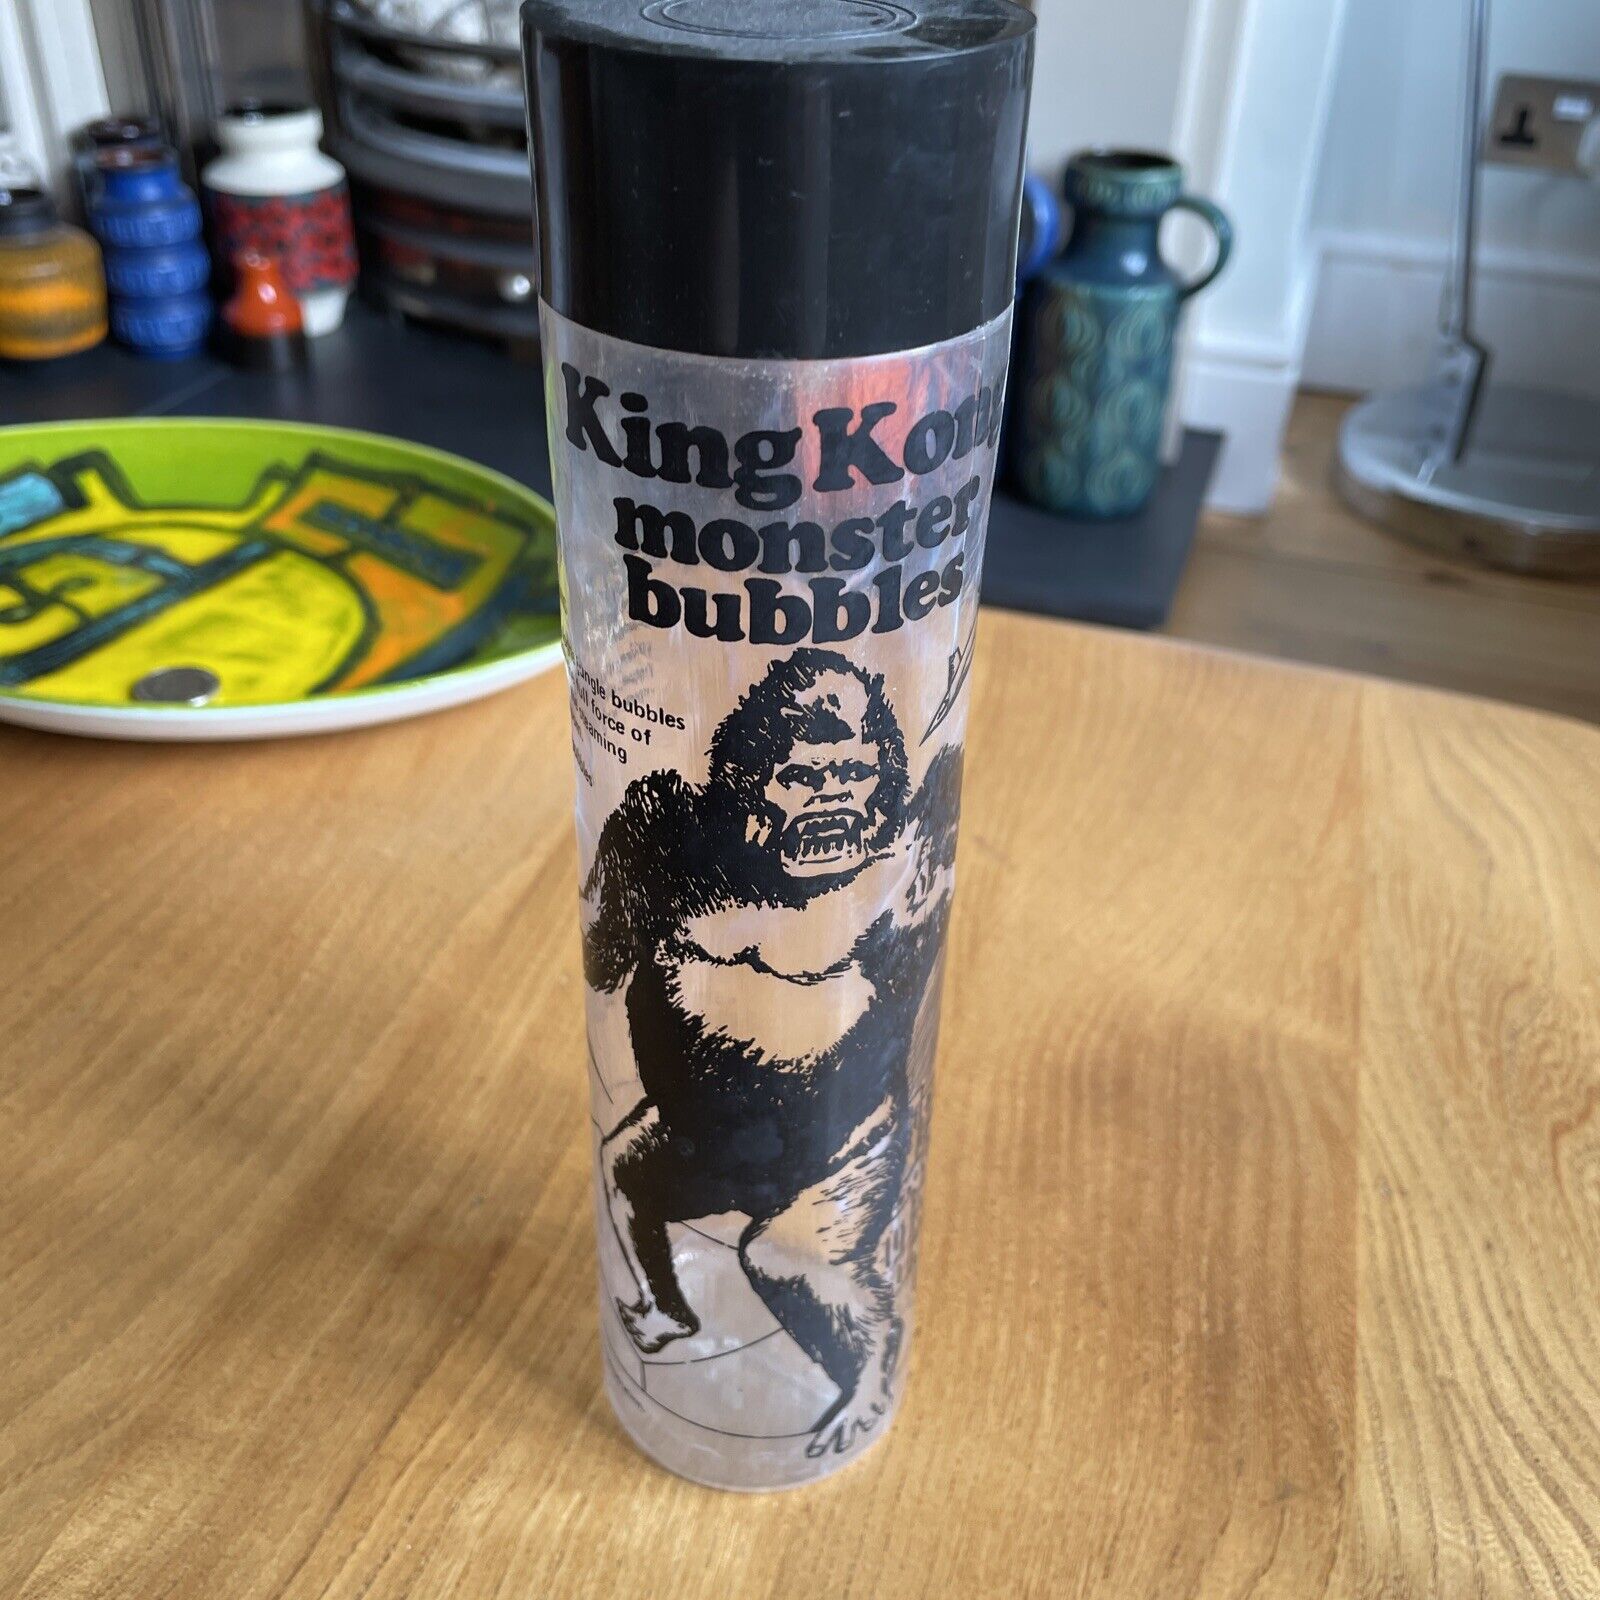 King Kong
monster
bubbles
jungle bubbles
full force of
bubbles